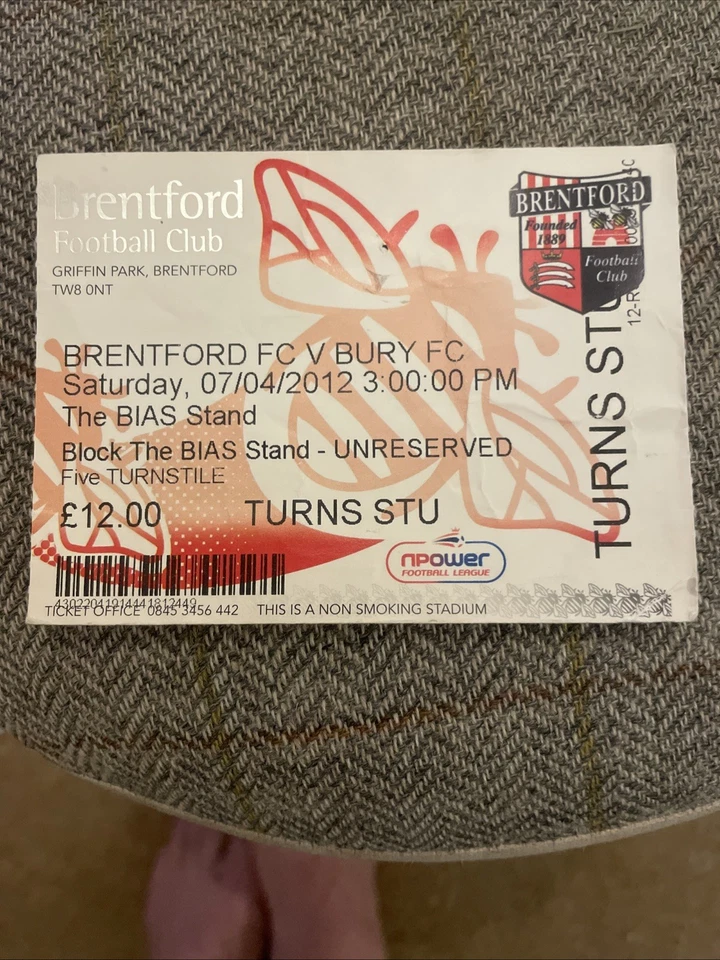 Brentford
Football Club
GRIFFIN PARK, BRENTFORD
TW8 0NT
BRENTFORD
Founded
1889
Football
Club
BRENTFORD FC V BURY FC
Saturday, 07/04/2012 3:00:00 PM
The BIAS Stand
Block The BIAS Stand - UNRESERVED
Five TURNSTILE
£12.00 TURNS STU
npower
FOOTBALL LEAGUE
TICKET OFFICE 0845 3456 442 THIS IS A NON SMOKING STADIUM
TURNS STU